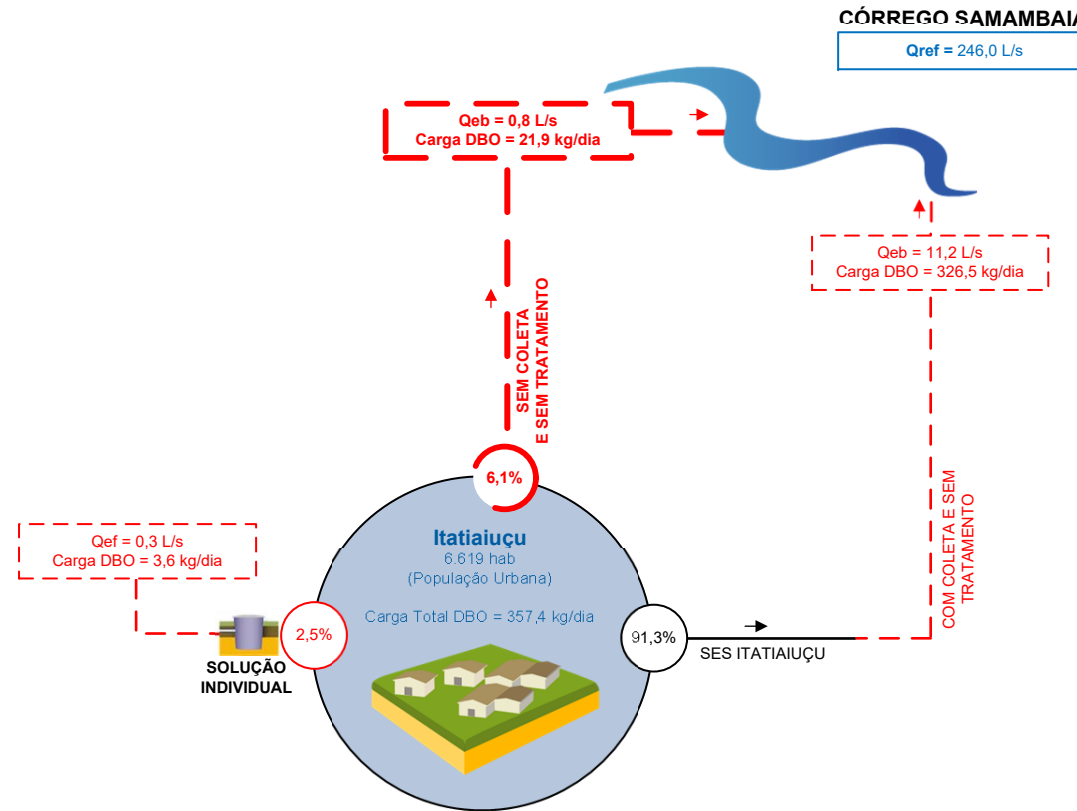 CÓRREGO SAMAMBAIA
Qref = 246,0 L/s
Qeb = 0,8 L/s
Carga DBO = 21,9 kg/dia
Qeb = 11,2 L/s
Carga DBO = 326,5 kg/dia
SEM COLETA
E SEM TRATAMENTO
COM COLETA E SEM
TRATAMENTO
6,1%
Itatiaiuçu
6.619 hab
(População Urbana)
Carga Total DBO = 357,4 kg/dia
Qef = 0,3 L/s
Carga DBO = 3,6 kg/dia
2,5%
SOLUÇÃO
INDIVIDUAL
91,3%
SES ITATIAIUÇU